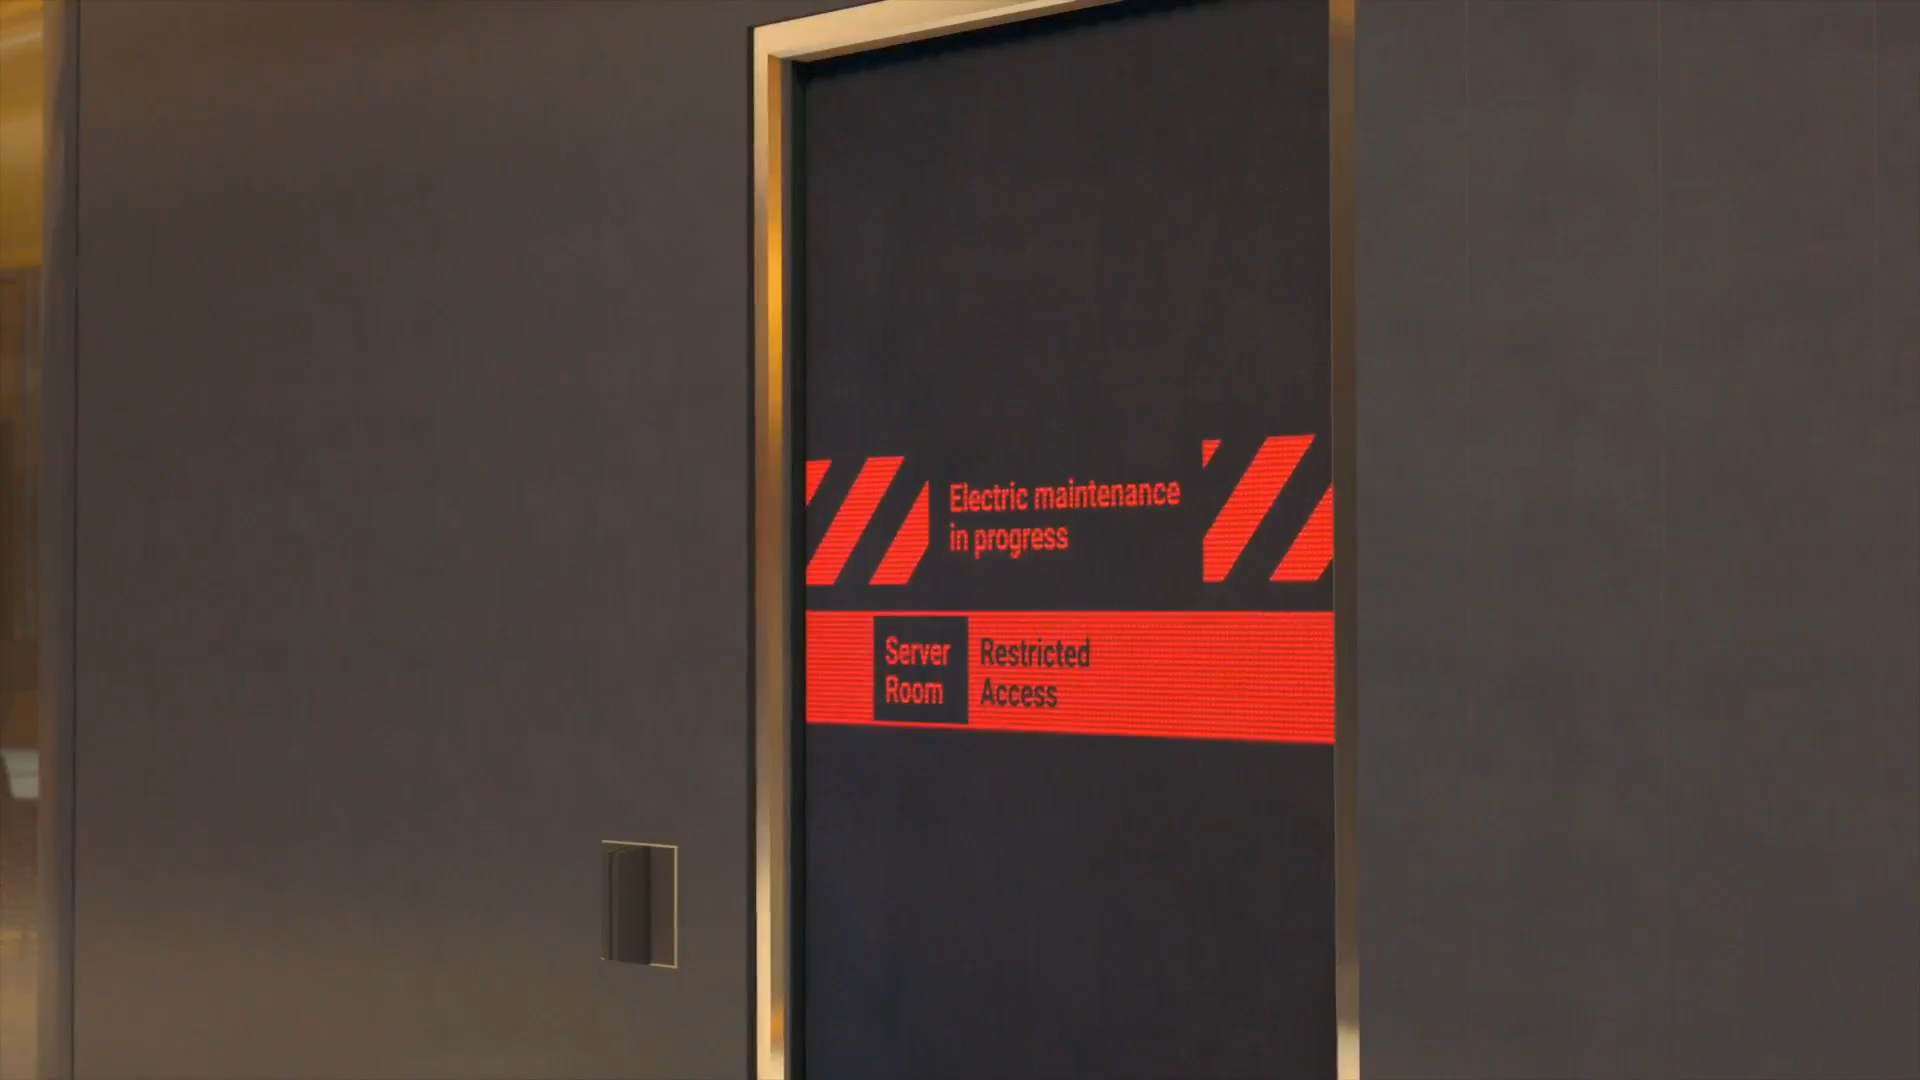 Electric maintenance
in progress
Server
Room
Restricted
Access